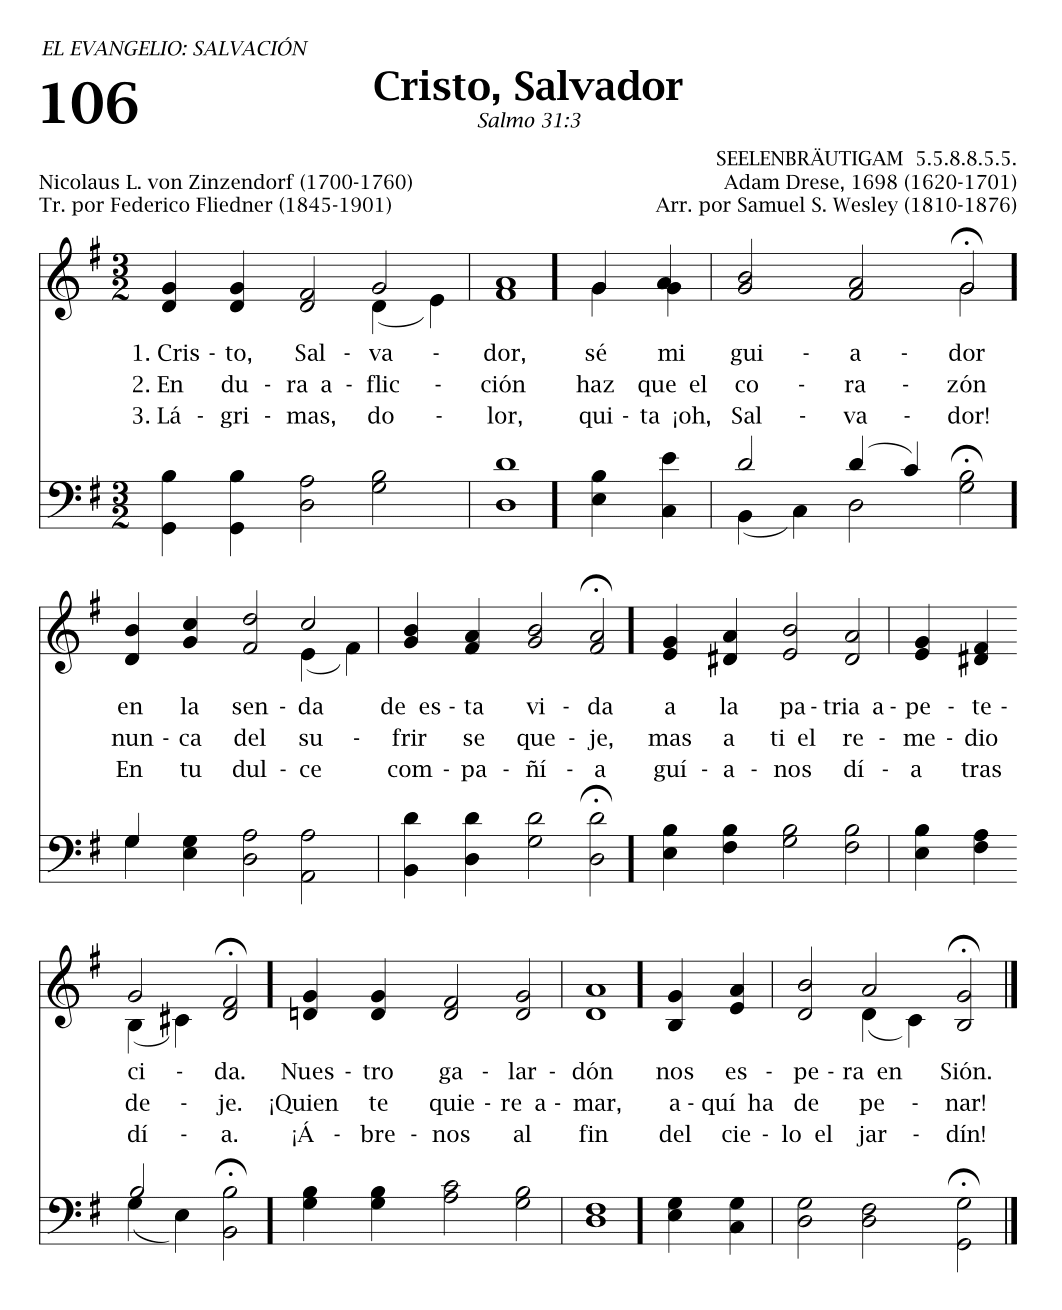 EL EVANGELIO: SALVACIÓN
106
Cristo, Salvador
Salmo 31:3
SEELENBRÄUTIGAM 5.5.8.8.5.5.
Nicolaus L. von Zinzendorf (1700-1760)
Adam Drese, 1698 (1620-1701)
Tr. por Federico Fliedner (1845-1901)
Arr. por Samuel S. Wesley (1810-1876)
3
2
1. Cris - to, Sal - va - dor, sé mi gui - a - dor
2. En du - ra a - flic - ción haz que el co - ra - zón
3. Lá - gri - mas, do - lor, qui - ta ¡oh, Sal - va - dor!
3
2
en la sen - da de es - ta vi - da a la pa - tria a - pe - te -
nun - ca del su - frir se que - je, mas a ti el re - me - dio
En tu dul - ce com - pa - ñí - a guí - a - nos dí - a tras
ci - da. Nues - tro ga - lar - dón nos es - pe - ra en Sión.
de - je. ¡Quien te quie - re a - mar, a - quí ha de pe - nar!
dí - a. ¡Á - bre - nos al fin del cie - lo el jar - dín!